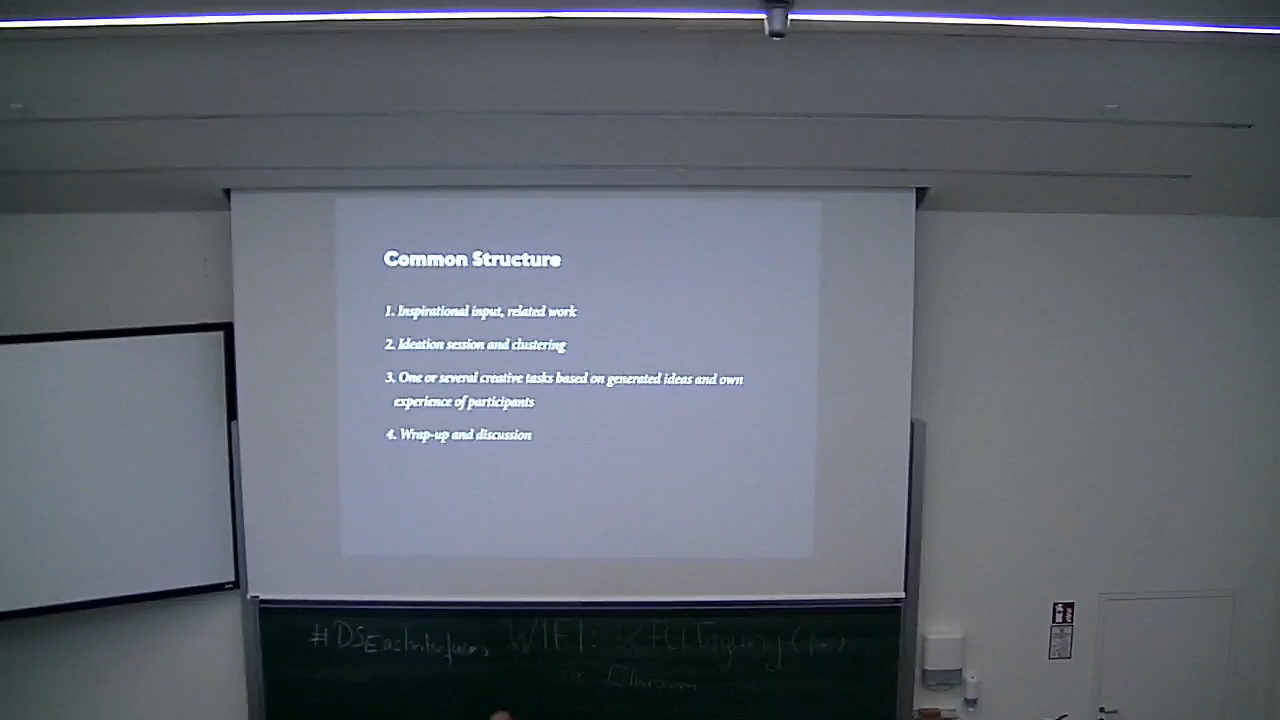 Common Structure
1. Inspirational input, related work
2. Ideation session and clustering
3. One or several creative tasks based on generated ideas and own
experience of participants
4. Wrap-up and discussion
WIFI: